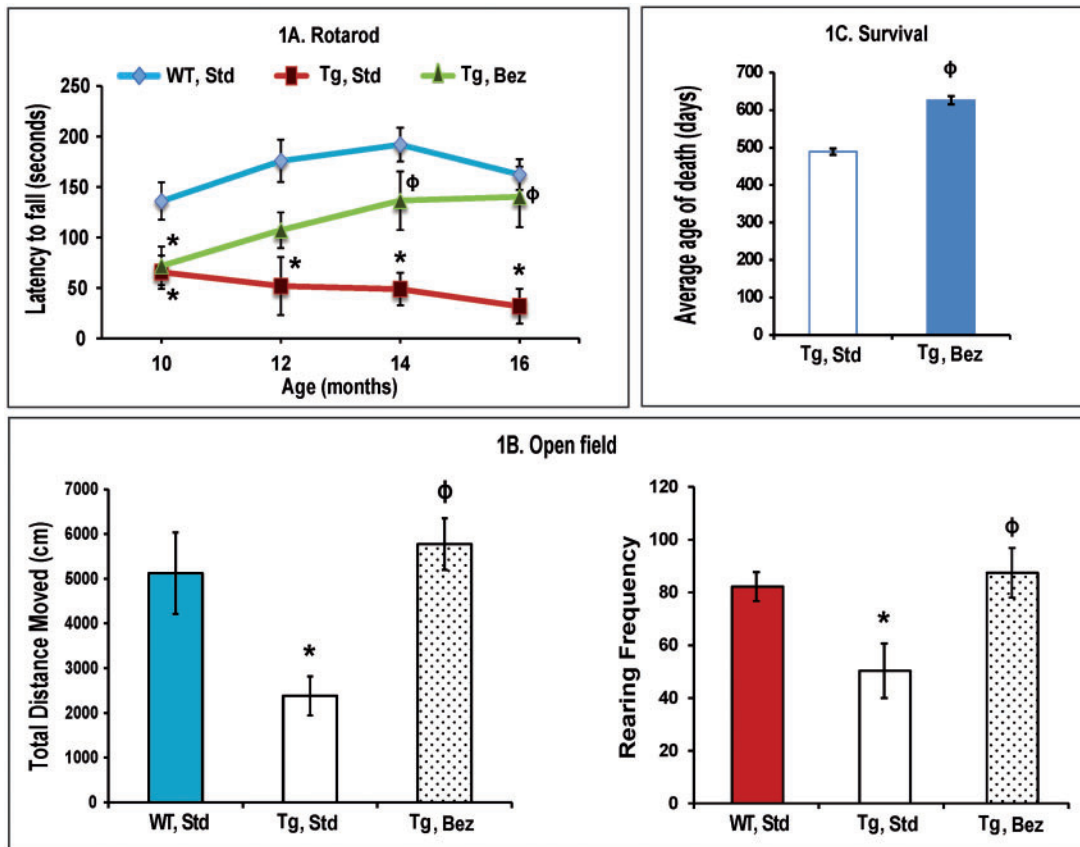 1A. Rotarod
WT, Std Tg, Std Tg, Bez
Latency to fall (seconds)
250
200
150
100
50
0
ϕ
ϕ
*
*
*
*
*
10 12 14 16
Age (months)
1C. Survival
Average age of death (days)
700
600
500
400
300
200
100
0
ϕ
Tg, Std Tg, Bez
1B. Open field
Total Distance Moved (cm)
7000
6000
5000
4000
3000
2000
1000
0
*
ϕ
WT, Std Tg, Std Tg, Bez
Rearing Frequency
120
100
80
60
40
20
0
*
ϕ
WT, Std Tg, Std Tg, Bez